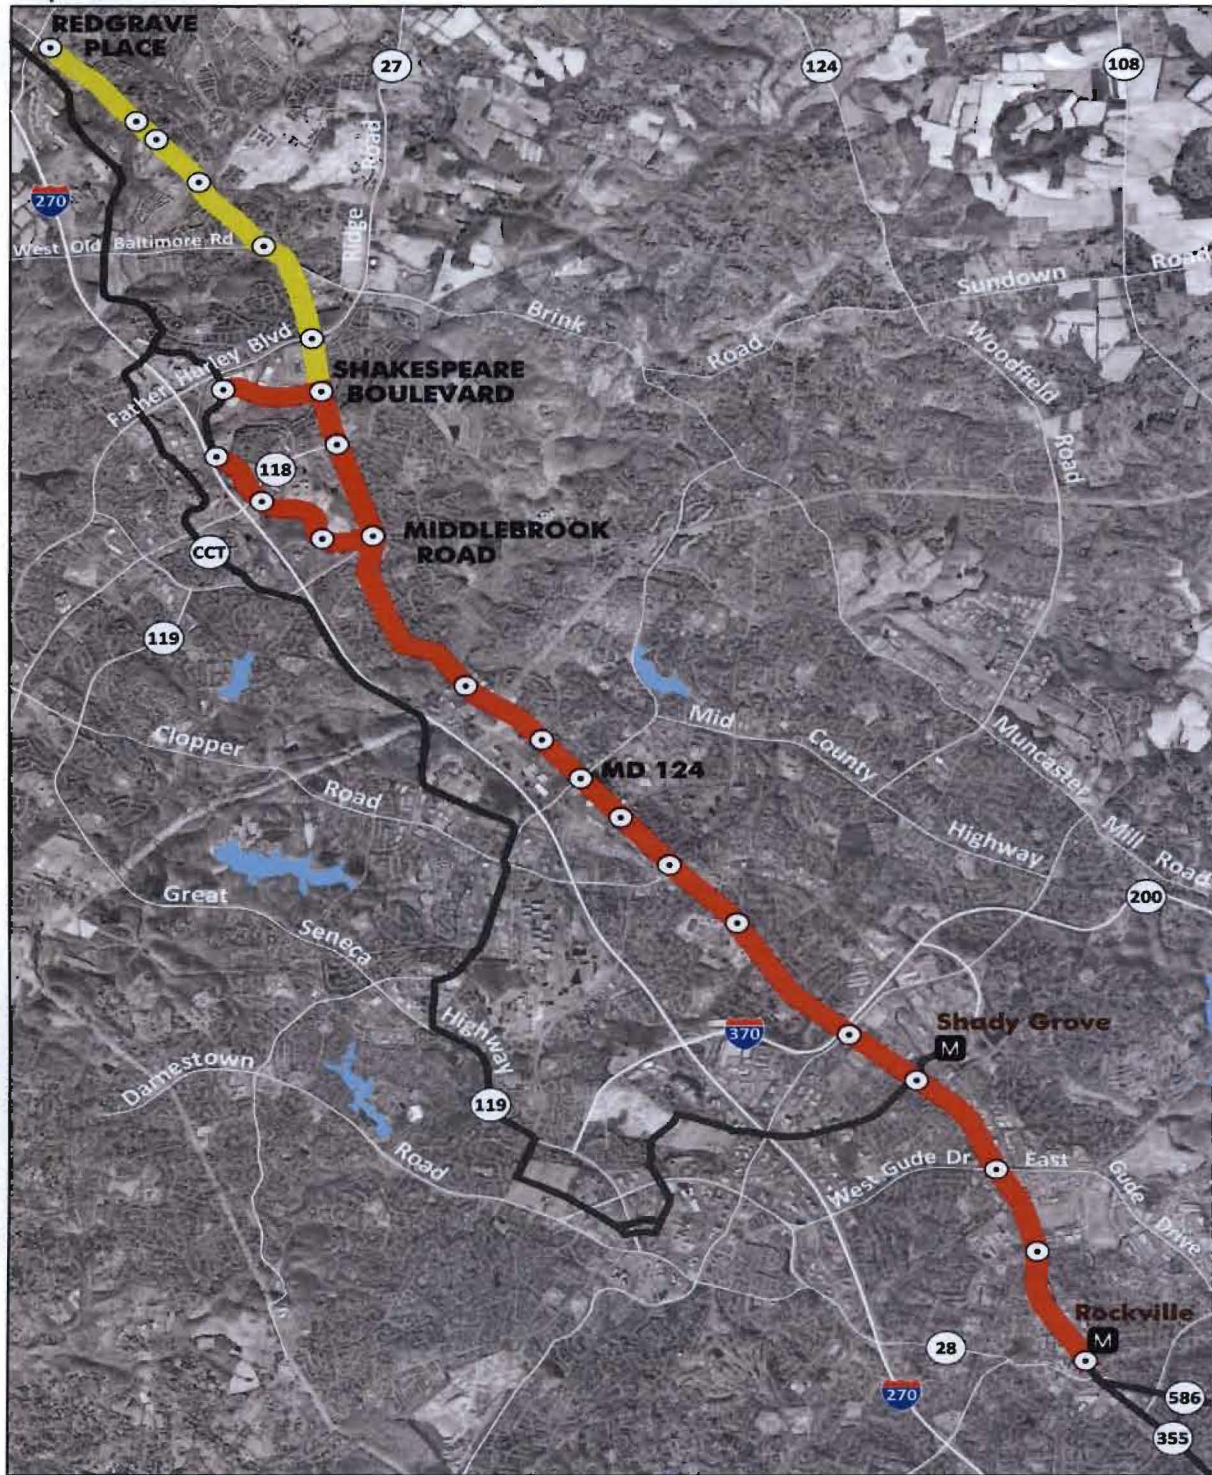 REDGRAVE
PLACE
27
124
108
270
Ridge Road
West Old Baltimore Rd
Sundown Road
Brink Road
Woodfield Road
Father Hurley Blvd
SHAKESPEARE
BOULEVARD
118
MIDDLEBROOK
ROAD
CCT
119
Mid County Highway
Muncaster Mill Road
Clopper Road
MD 124
Great Seneca Highway
200
Shady Grove
M
370
Darnestown Road
119
West Gude Dr
East Gude Drive
Rockville
M
28
270
586
355